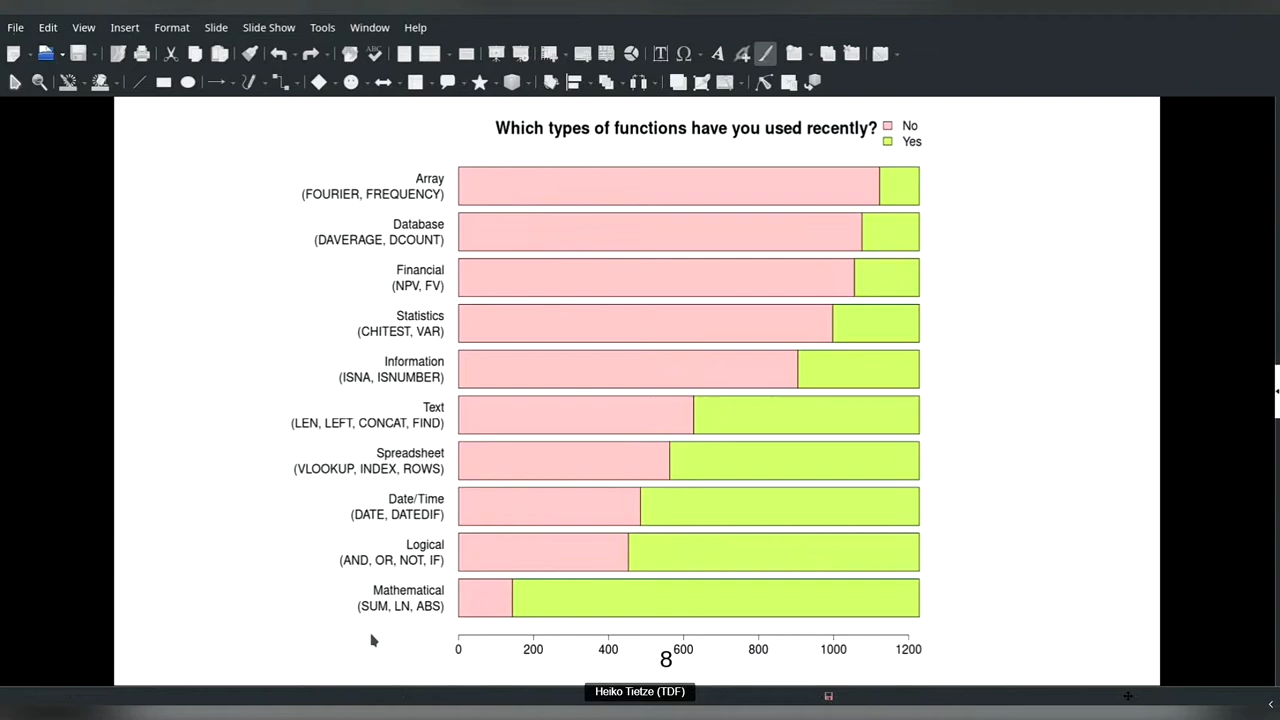 File Edit View Insert Format Slide Slide Show Tools Window Help
Which types of functions have you used recently?
No
Yes
Array
(FOURIER, FREQUENCY)
Database
(DAVERAGE, DCOUNT)
Financial
(NPV, FV)
Statistics
(CHITEST, VAR)
Information
(ISNA, ISNUMBER)
Text
(LEN, LEFT, CONCAT, FIND)
Spreadsheet
(VLOOKUP, INDEX, ROWS)
Date/Time
(DATE, DATEDIF)
Logical
(AND, OR, NOT, IF)
Mathematical
(SUM, LN, ABS)
0 200 400 600 800 1000 1200
8
Heiko Tietze (TDF)